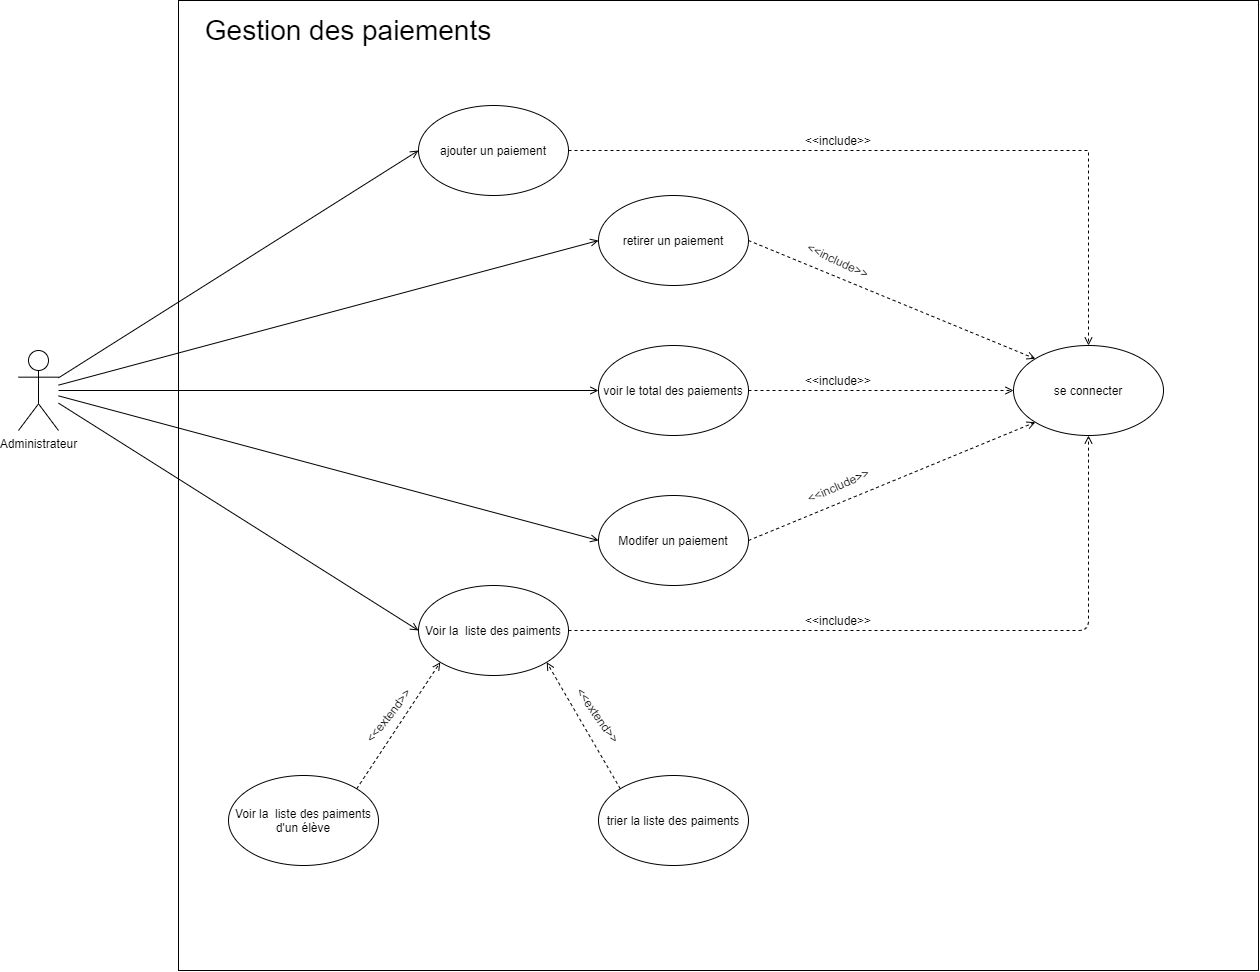 Gestion des paiements
ajouter un paiement
<<include>>
retirer un paiement
<<include>>
Administrateur
voir le total des paiements
<<include>>
se connecter
Modifer un paiement
<<include>>
Voir la  liste des paiments
<<include>>
<<extend>>
<<extend>>
Voir la  liste des paiments
d'un élève
trier la liste des paiments